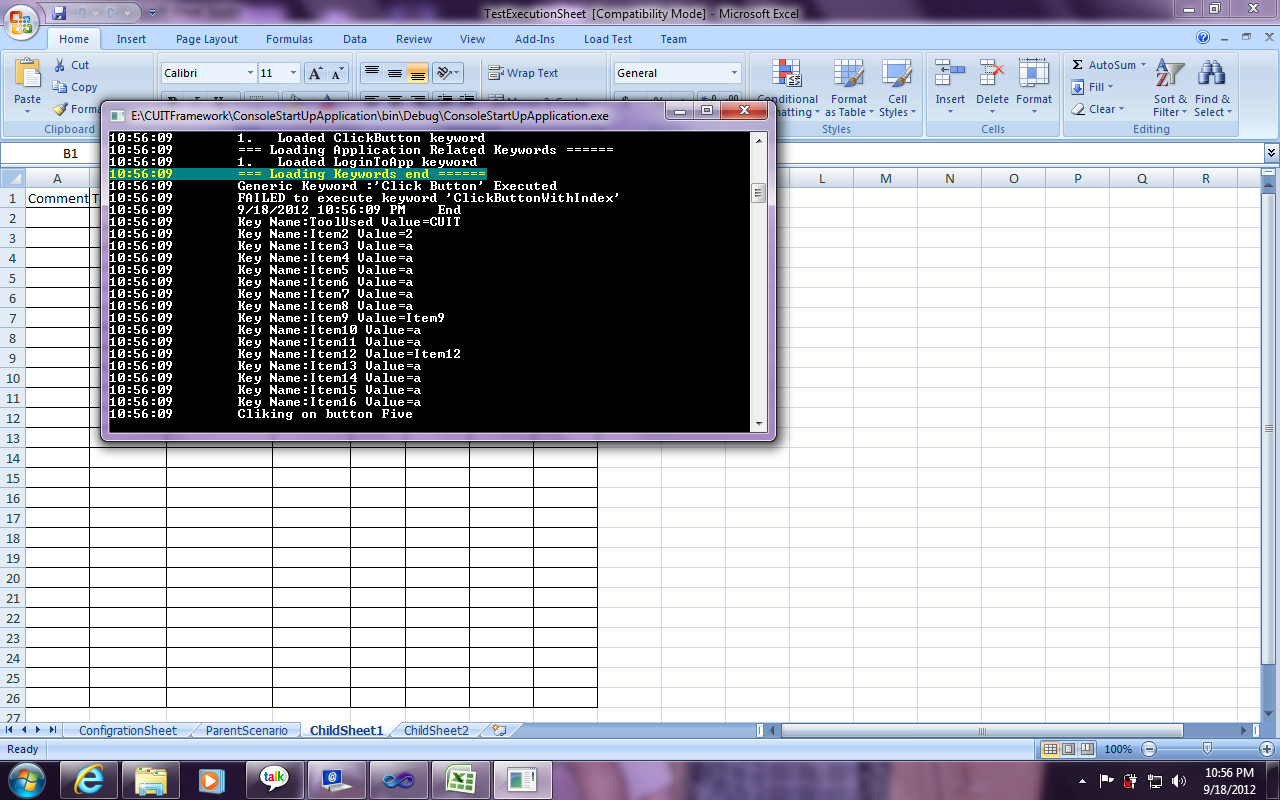 TestExecutionSheet [Compatibility Mode] - Microsoft Excel
Home Insert Page Layout Formulas Data Review View Add-Ins Load Test Team
Cut Calibri 11 Wrap Text General AutoSum
Copy Fill
Paste Insert Delete Format Clear
Conditional Format Cell Sort & Find &
as Table Styles Filter Select
Clipboard Styles Cells Editing
E:\CUITFramework\ConsoleStartUpApplication\bin\Debug\ConsoleStartUpApplication.exe
B1
A L M N O P Q R
1 Comment T
2
3
4
5
6
7
8
9
10
11
12
13
14
15
16
17
18
19
20
21
22
23
24
25
26
27
10:56:09 1. Loaded ClickButton keyword
10:56:09 === Loading Application Related Keywords ======
10:56:09 1. Loaded LoginToApp keyword
10:56:09 === Loading Keywords end ======
10:56:09 Generic Keyword :'Click Button' Executed
10:56:09 FAILED to execute keyword 'ClickButtonWithIndex'
10:56:09 9/18/2012 10:56:09 PM End
10:56:09 Key Name:ToolUsed Value=CUIT
10:56:09 Key Name:Item2 Value=2
10:56:09 Key Name:Item3 Value=a
10:56:09 Key Name:Item4 Value=a
10:56:09 Key Name:Item5 Value=a
10:56:09 Key Name:Item6 Value=a
10:56:09 Key Name:Item7 Value=a
10:56:09 Key Name:Item8 Value=a
10:56:09 Key Name:Item9 Value=Item9
10:56:09 Key Name:Item10 Value=a
10:56:09 Key Name:Item11 Value=a
10:56:09 Key Name:Item12 Value=Item12
10:56:09 Key Name:Item13 Value=a
10:56:09 Key Name:Item14 Value=a
10:56:09 Key Name:Item15 Value=a
10:56:09 Key Name:Item16 Value=a
10:56:09 Cliking on button Five
ConfigrationSheet ParentScenario ChildSheet1 ChildSheet2
Ready 100%
talk
10:56 PM
9/18/2012